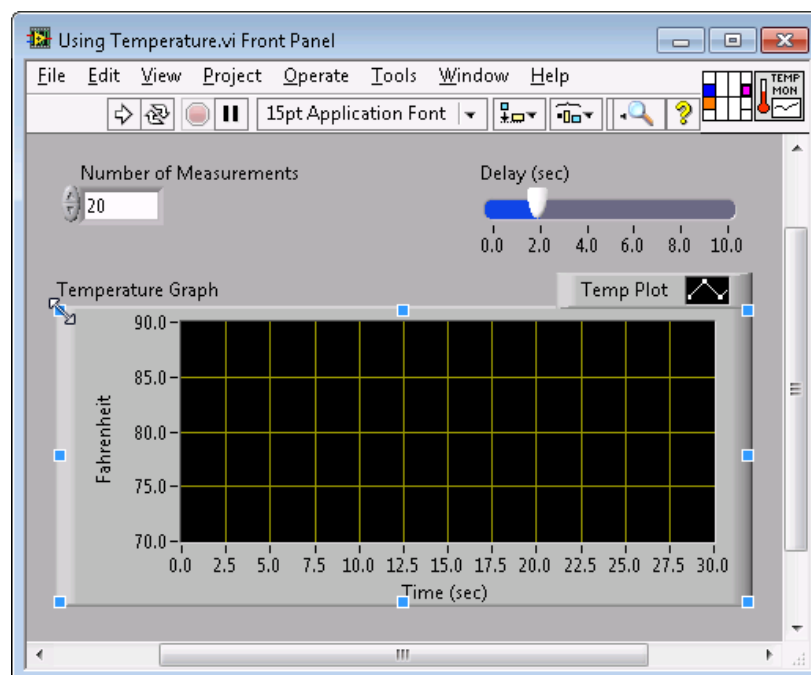 Using Temperature.vi Front Panel
File Edit View Project Operate Tools Window Help
TEMP
MON
15pt Application Font
Number of Measurements
20
Delay (sec)
0.0 2.0 4.0 6.0 8.0 10.0
Temperature Graph
Temp Plot
90.0
85.0
80.0
75.0
70.0
Fahrenheit
0.0 2.5 5.0 7.5 10.0 12.5 15.0 17.5 20.0 22.5 25.0 27.5 30.0
Time (sec)